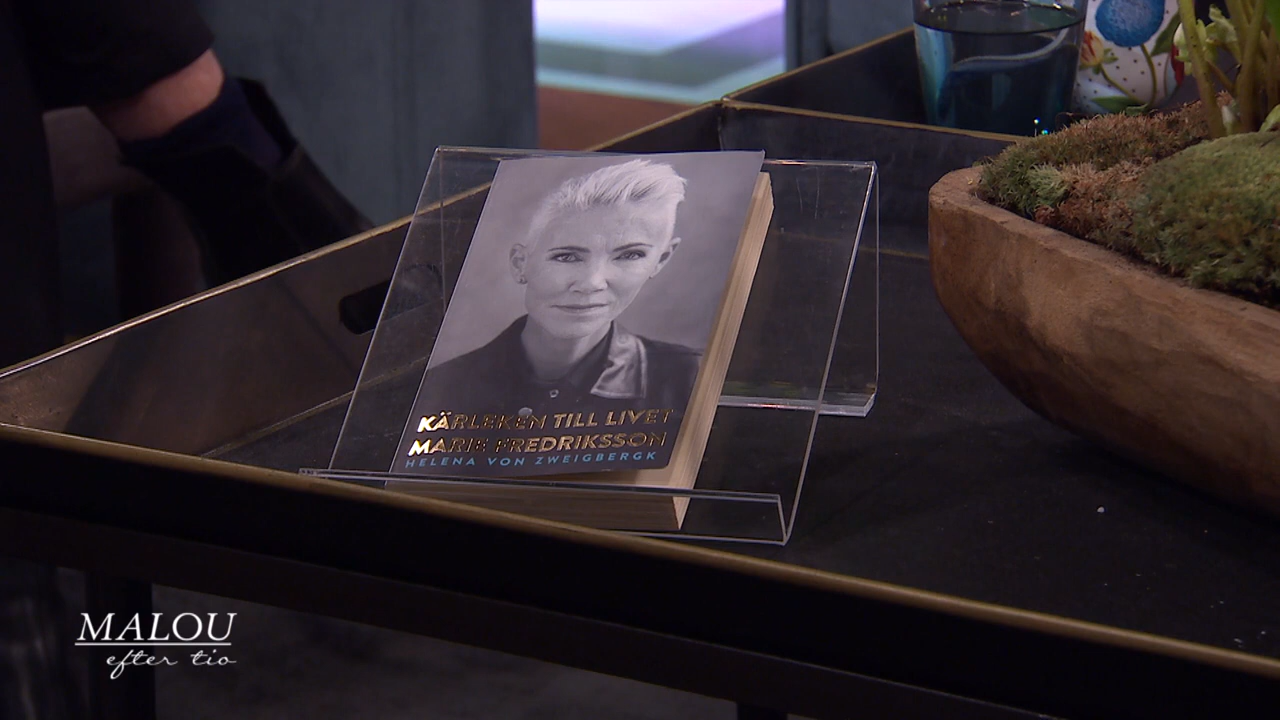 KÄRLEKEN TILL LIVET
MARIE FREDRIKSSON
HELENA VON ZWEIGBERGK
MALOU
efter tio